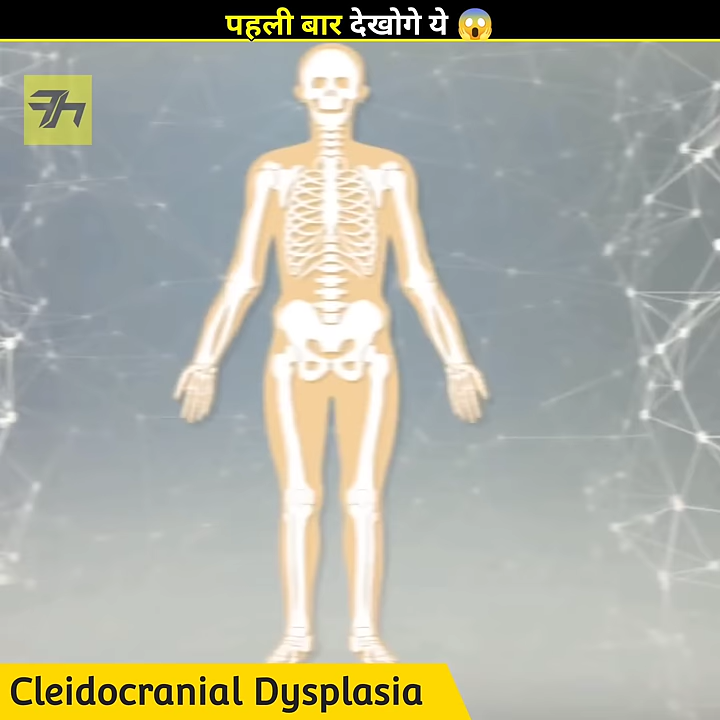 पहली बार देखोगे ये 😱
Cleidocranial Dysplasia